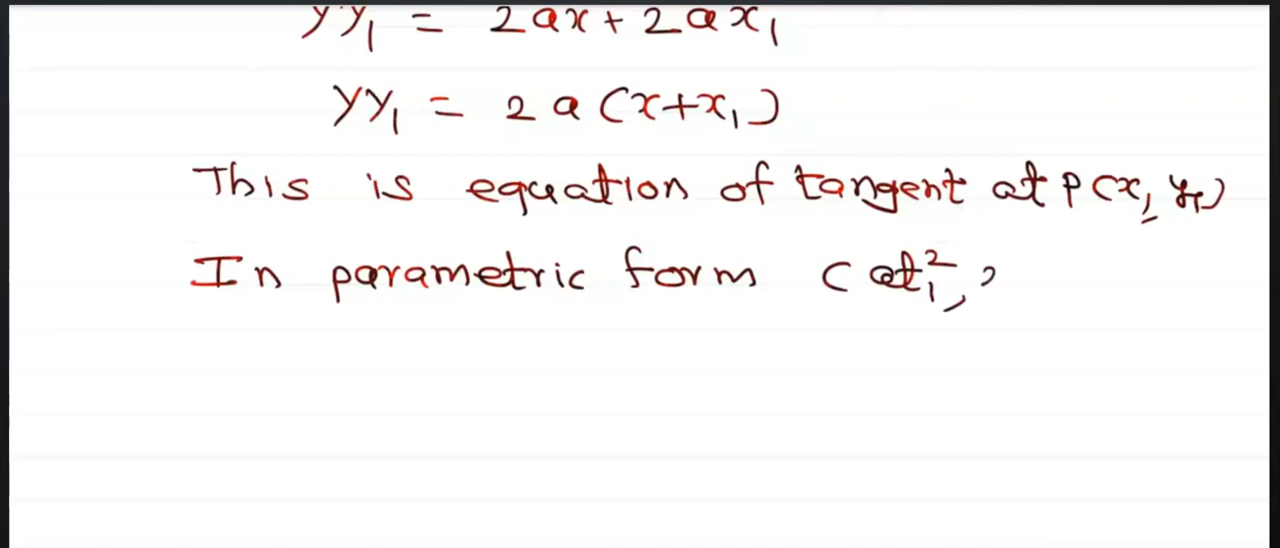 yy₁ = 2ax + 2ax₁
yy₁ = 2a(x+x₁)
This is equation of tangent at P(x₁ y₁)
In parametric form (at₁²,